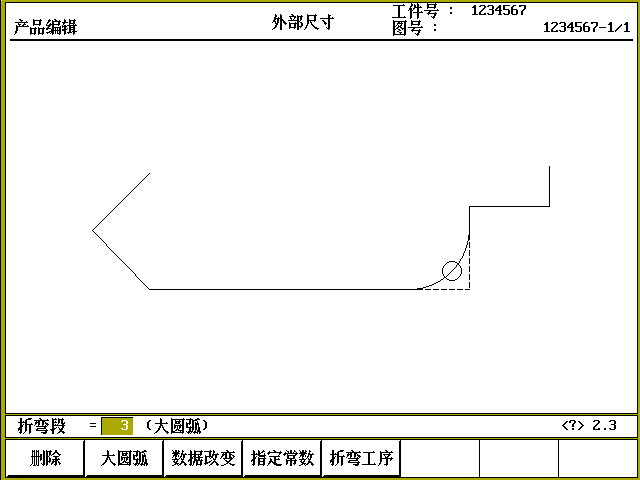 产品编辑
外部尺寸
工件号 : 1234567
图号 :
1234567-1/1
折弯段 = 3 (大圆弧)
<?> 2.3
删除 大圆弧 数据改变 指定常数 折弯工序